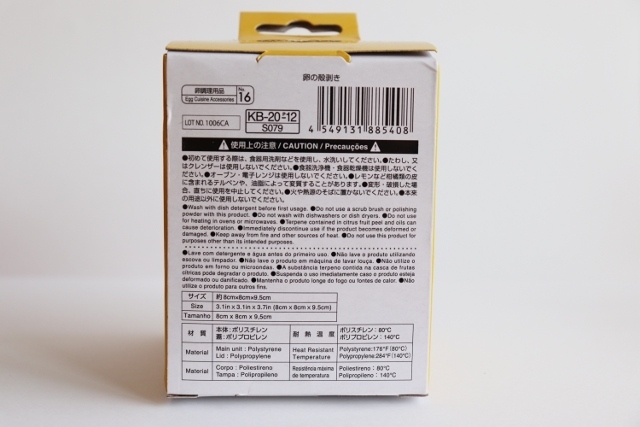 卵の殻剥き
卵調理用品
Egg Cuisine Accessories
No.
16
LOT NO. 1006CA
KB-20
12
S079
4 549131 885408
使用上の注意 / CAUTION / Precauções
●初めて使用する際は、食器用洗剤などを使用し、水洗いしてください。●たわし、又
はクレンザーは使用しないでください。●食器洗浄機・食器乾燥機は使用しないでくだ
さい。●オーブン・電子レンジなどは使用しないでください。●レモンなど柑橘類の皮
に含まれるテルペンや、油脂によって変質することがあります。●変形・破損した場
合、直ちに使用を中止してください。●火や熱源のそばに置かないでください。●本来
の用途以外に使用しないでください。
●Wash with dish detergent before first usage. ●Do not use a scrub brush or polishing
powder with this product. ●Do not wash with dishwashers or dish dryers. ●Do not use
for heating in ovens or microwaves. ●Terpene contained in citrus fruit peel and oils can
cause deterioration. ●Immediately discontinue use if the product becomes deformed or
damaged. ●Keep away from fire and other sources of heat. ●Do not use this product for
purposes other than its intended purposes.
●Lave com detergente e água antes do primeiro uso. ●Não lave o produto utilizando
escova ou limpador. ●Não lave o produto em máquina de lavar louça. ●Não utilize o
produto em forno ou microondas. ●A substância terpeno contida na casca de frutas
cítricas pode degradar o produto. ●Suspenda o uso imediatamente caso o produto esteja
deformado ou danificado. ●Mantenha o produto longe do fogo ou fontes de calor. ●Não
utilize o produto para outros fins.
サイズ 約8cm×8cm×9.5cm
Size 3.1in x 3.1in x 3.7in (8cm x 8cm x 9.5cm)
Tamanho 8cm x 8cm x 9.5cm
材質 本体:ポリスチレン 蓋:ポリプロピレン 耐熱温度 ポリスチレン:80℃ ポリプロピレン:140℃
Material Main unit : Polystyrene Lid : Polypropylene Heat Resistant Temperature Polystyrene:176°F(80℃) Polypropylene:284°F(140℃)
Material Corpo : Poliestireno Tampa : Polipropileno Resistência máxima de temperatura Poliestireno : 80℃ Polipropileno : 140℃